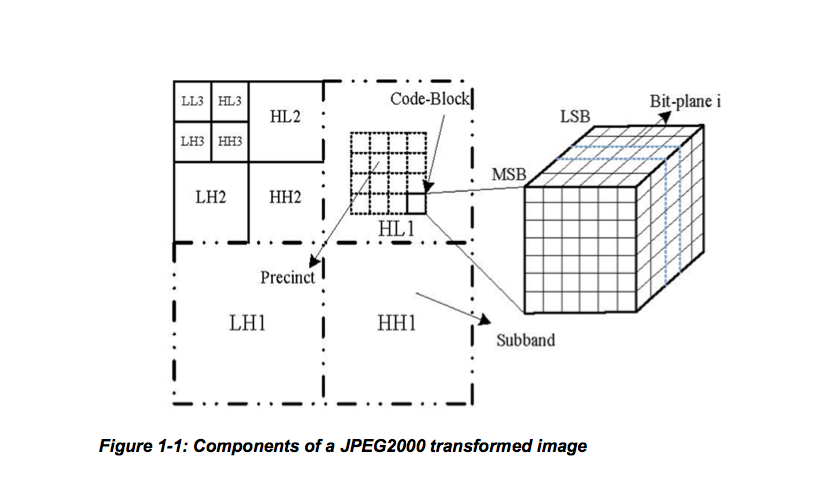 Code-Block
Bit-plane i
LL3
HL3
HL2
LSB
LH3
HH3
MSB
LH2
HH2
HL1
Precinct
LH1
HH1
Subband
Figure 1-1: Components of a JPEG2000 transformed image